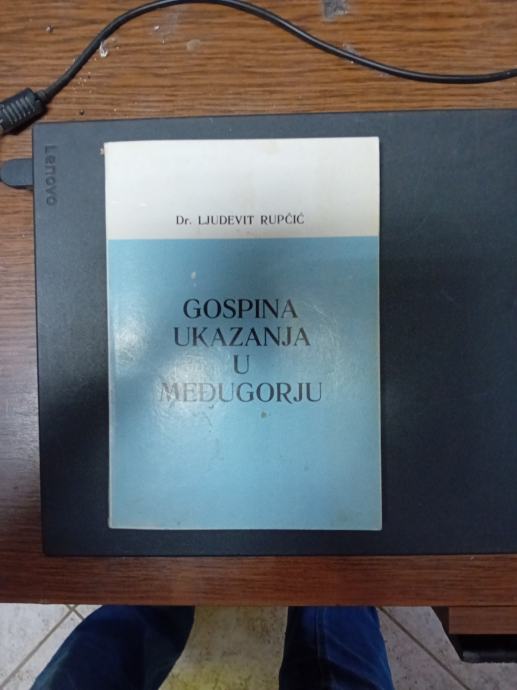 Lenovo
Dr. LJUDEVIT RUPČIĆ
GOSPINA
UKAZANJA
U
MEĐUGORJU